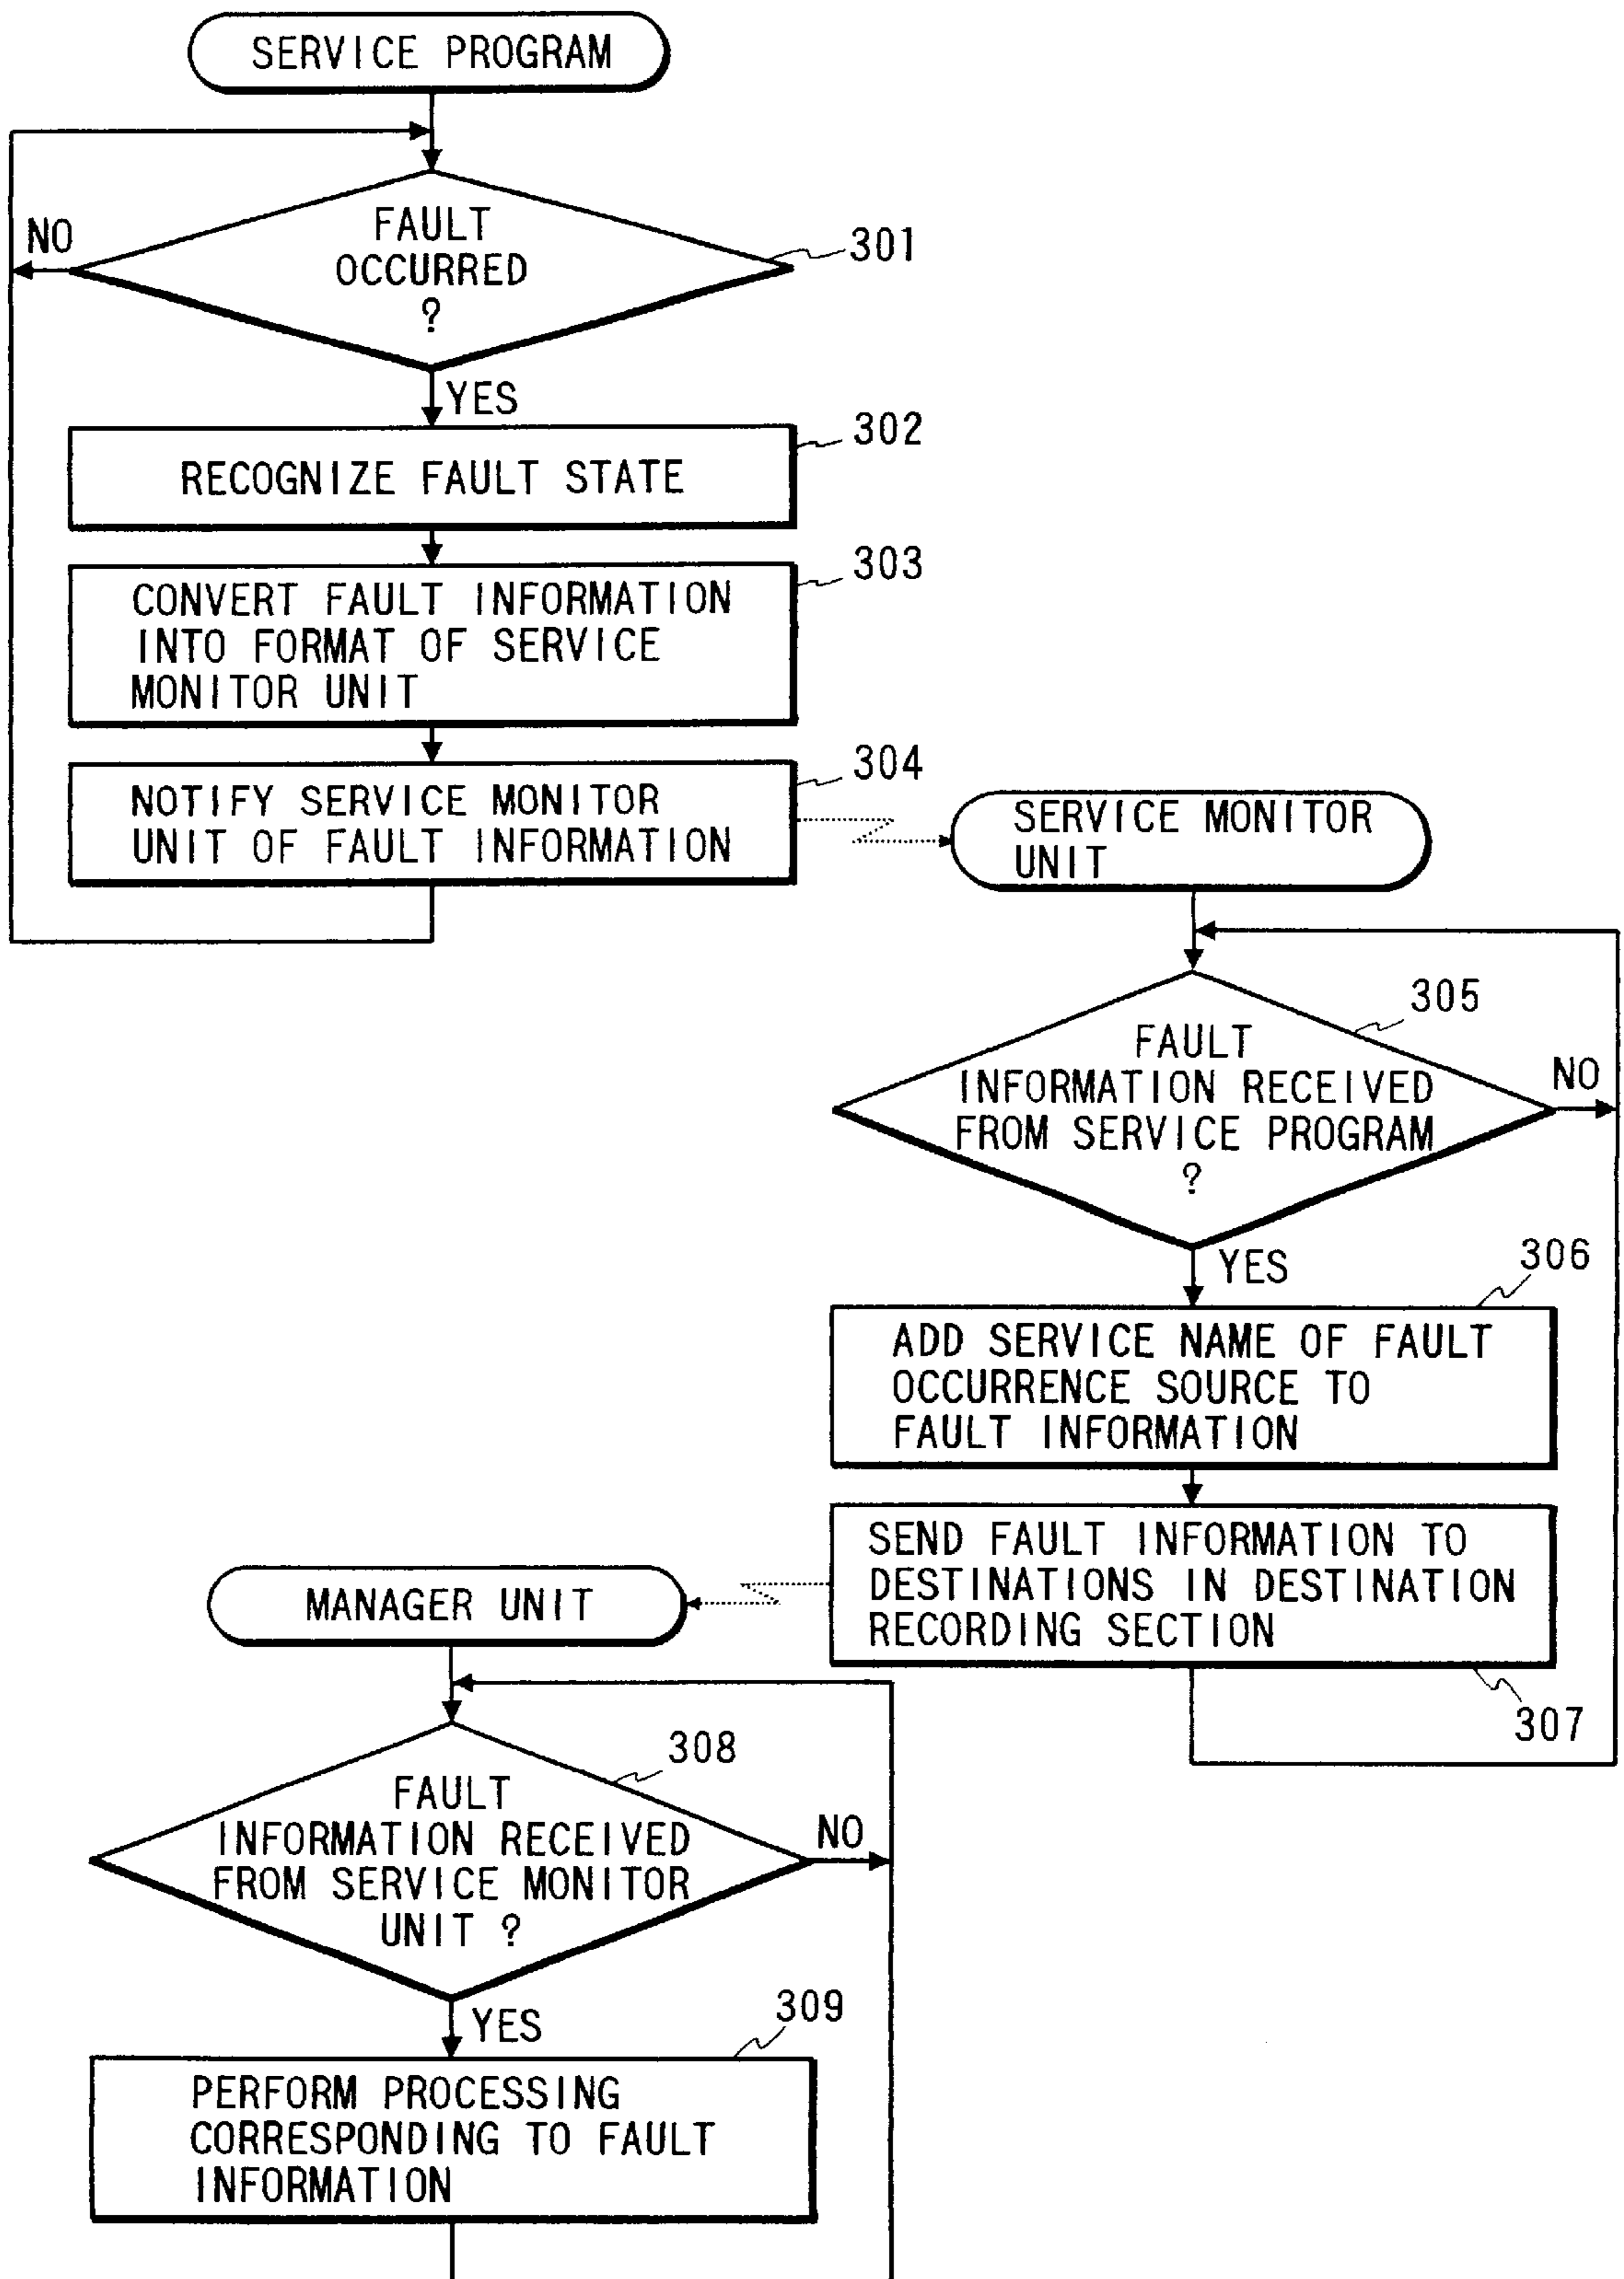 SERVICE PROGRAM
FAULT
OCCURRED
?
301
NO
YES
302
RECOGNIZE FAULT STATE
303
CONVERT FAULT INFORMATION
INTO FORMAT OF SERVICE
MONITOR UNIT
304
NOTIFY SERVICE MONITOR
UNIT OF FAULT INFORMATION
SERVICE MONITOR
UNIT
305
FAULT
INFORMATION RECEIVED
FROM SERVICE PROGRAM
?
NO
YES
306
ADD SERVICE NAME OF FAULT
OCCURRENCE SOURCE TO
FAULT INFORMATION
SEND FAULT INFORMATION TO
DESTINATIONS IN DESTINATION
RECORDING SECTION
307
MANAGER UNIT
308
FAULT
INFORMATION RECEIVED
FROM SERVICE MONITOR
UNIT ?
NO
YES
309
PERFORM PROCESSING
CORRESPONDING TO FAULT
INFORMATION